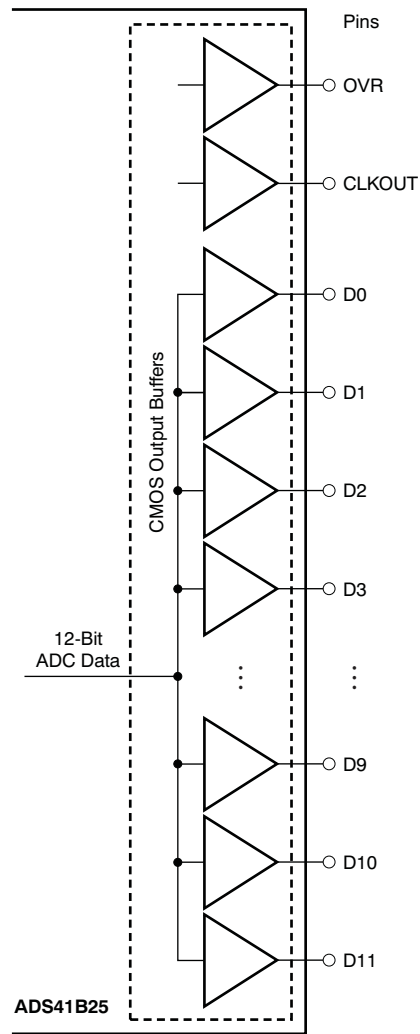 Pins
OVR
CLKOUT
D0
CMOS Output Buffers
D1
D2
D3
12-Bit
ADC Data
D9
D10
D11
ADS41B25